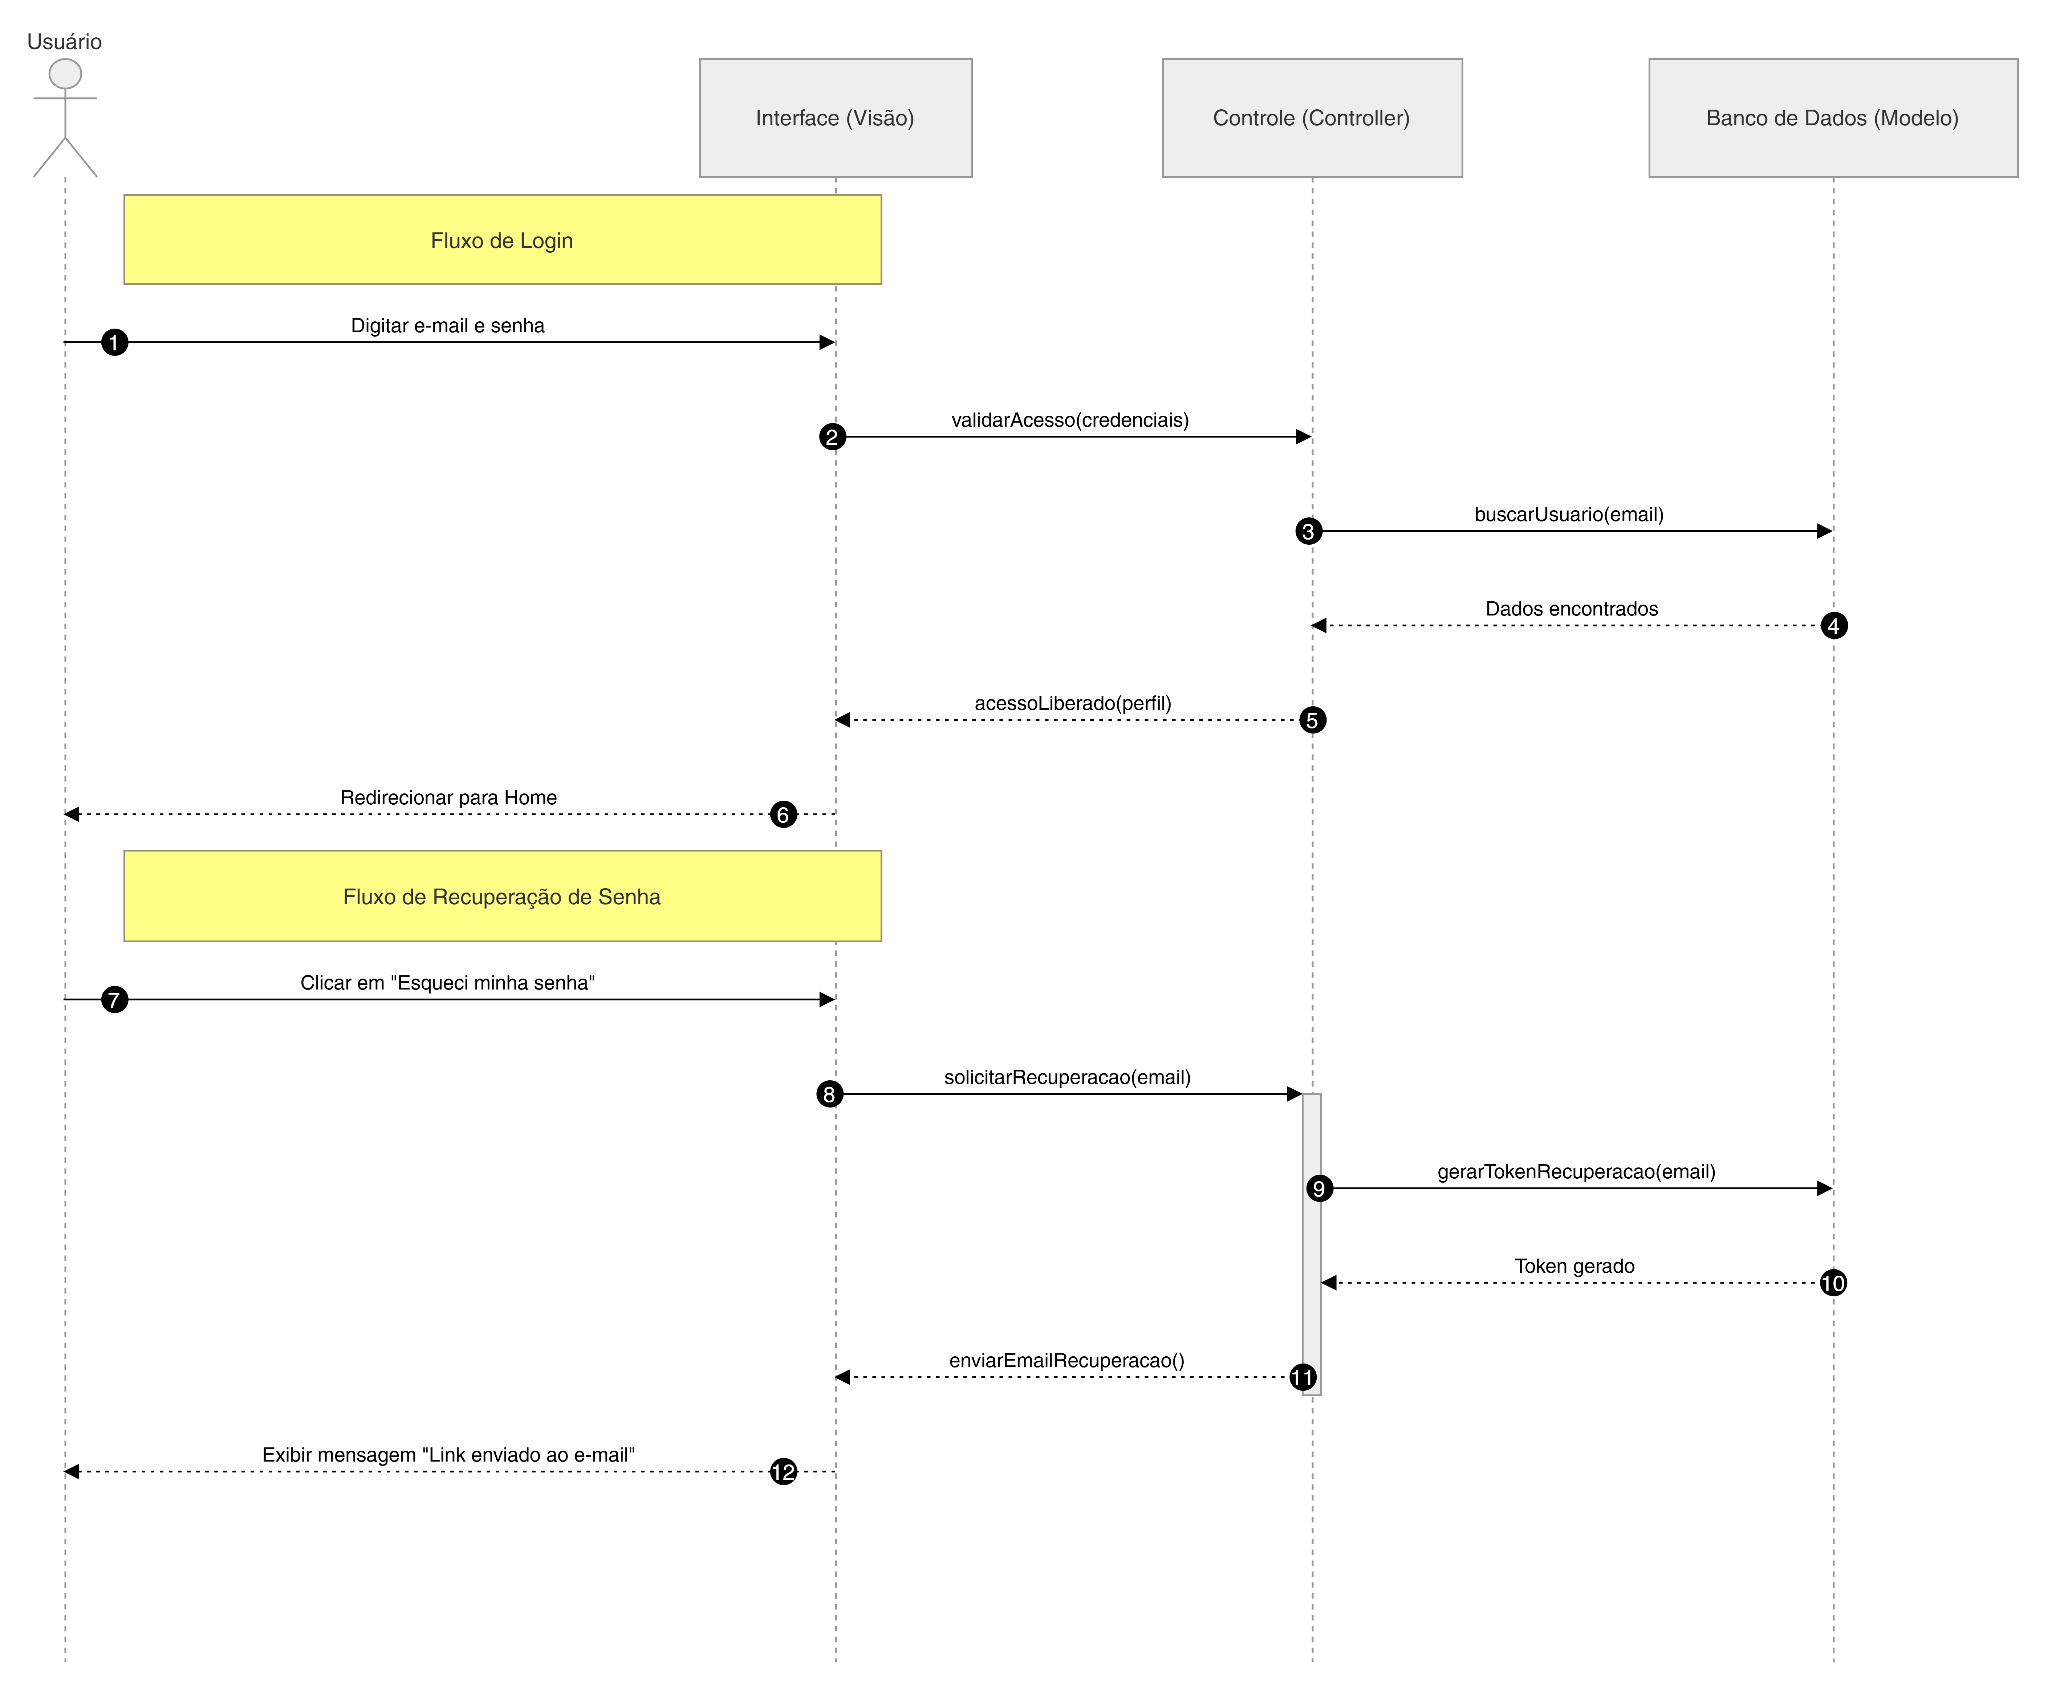 Usuário
Interface (Visão)
Controle (Controller)
Banco de Dados (Modelo)
Fluxo de Login
Digitar e-mail e senha
1
validarAcesso(credenciais)
2
buscarUsuario(email)
3
Dados encontrados
4
acessoLiberado(perfil)
5
Redirecionar para Home
6
Fluxo de Recuperação de Senha
Clicar em "Esqueci minha senha"
7
solicitarRecuperacao(email)
8
gerarTokenRecuperacao(email)
9
Token gerado
10
enviarEmailRecuperacao()
11
Exibir mensagem "Link enviado ao e-mail"
12